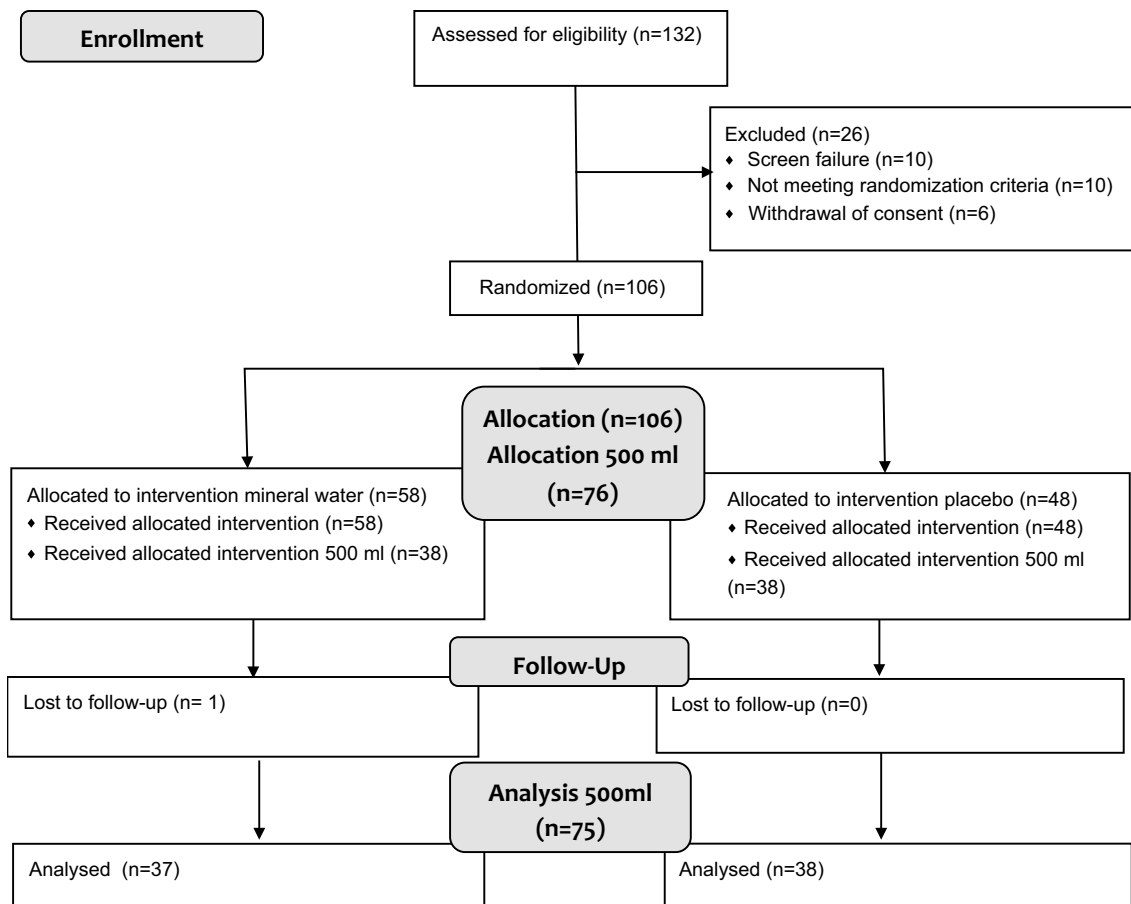 Enrollment
Assessed for eligibility (n=132)
Excluded (n=26)
♦ Screen failure (n=10)
♦ Not meeting randomization criteria (n=10)
♦ Withdrawal of consent (n=6)
Randomized (n=106)
Allocation (n=106)
Allocation 500 ml
(n=76)
Allocated to intervention mineral water (n=58)
♦ Received allocated intervention (n=58)
♦ Received allocated intervention 500 ml (n=38)
Allocated to intervention placebo (n=48)
♦ Received allocated intervention (n=48)
♦ Received allocated intervention 500 ml
(n=38)
Follow-Up
Lost to follow-up (n= 1)
Lost to follow-up (n=0)
Analysis 500ml
(n=75)
Analysed (n=37)
Analysed (n=38)